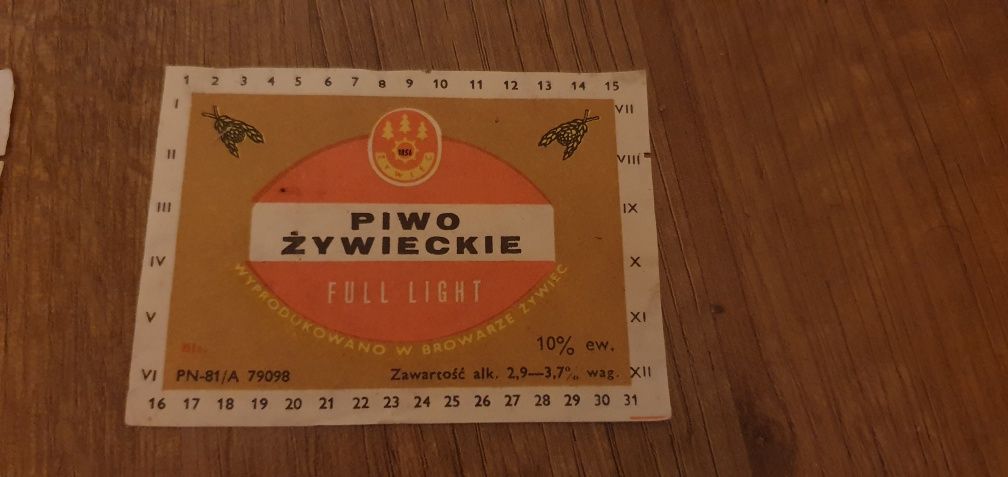 1 2 3 4 5 6 7 8 9 10 11 12 13 14 15
I VII
II VIII
III IX
IV X
V XI
VI XII
1856
ŻYWIEC
PIWO
ŻYWIECKIE
FULL LIGHT
WYPRODUKOWANO W BROWARZE ŻYWIEC
10% ew.
PN-81/A 79098 Zawartość alk. 2,9—3,7% wag.
16 17 18 19 20 21 22 23 24 25 26 27 28 29 30 31